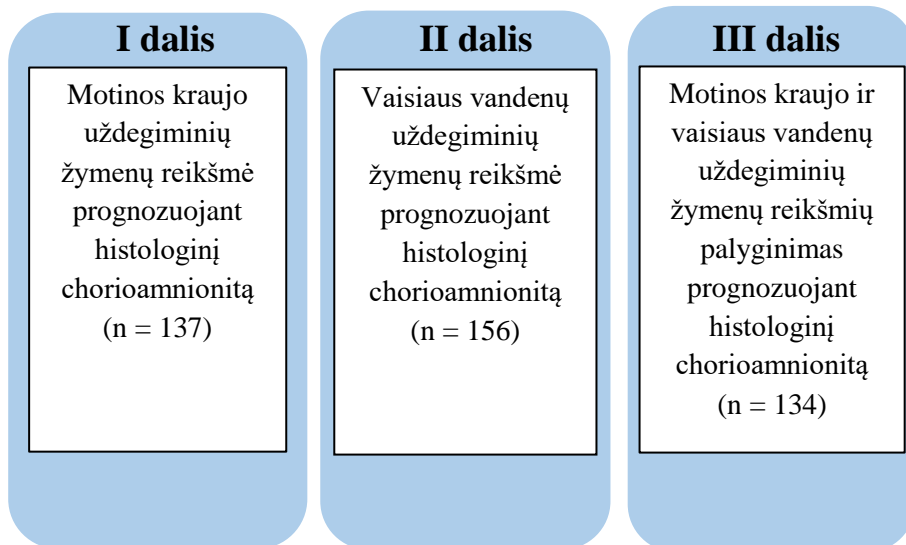 I dalis
Motinos kraujo
uždegiminių
žymenų reikšmė
prognozuojant
histologinį
chorioamnionitą
(n = 137)
II dalis
Vaisiaus vandenų
uždegiminių
žymenų reikšmė
prognozuojant
histologinį
chorioamnionitą
(n = 156)
III dalis
Motinos kraujo ir
vaisiaus vandenų
uždegiminių
žymenų reikšmių
palyginimas
prognozuojant
histologinį
chorioamnionitą
(n = 134)